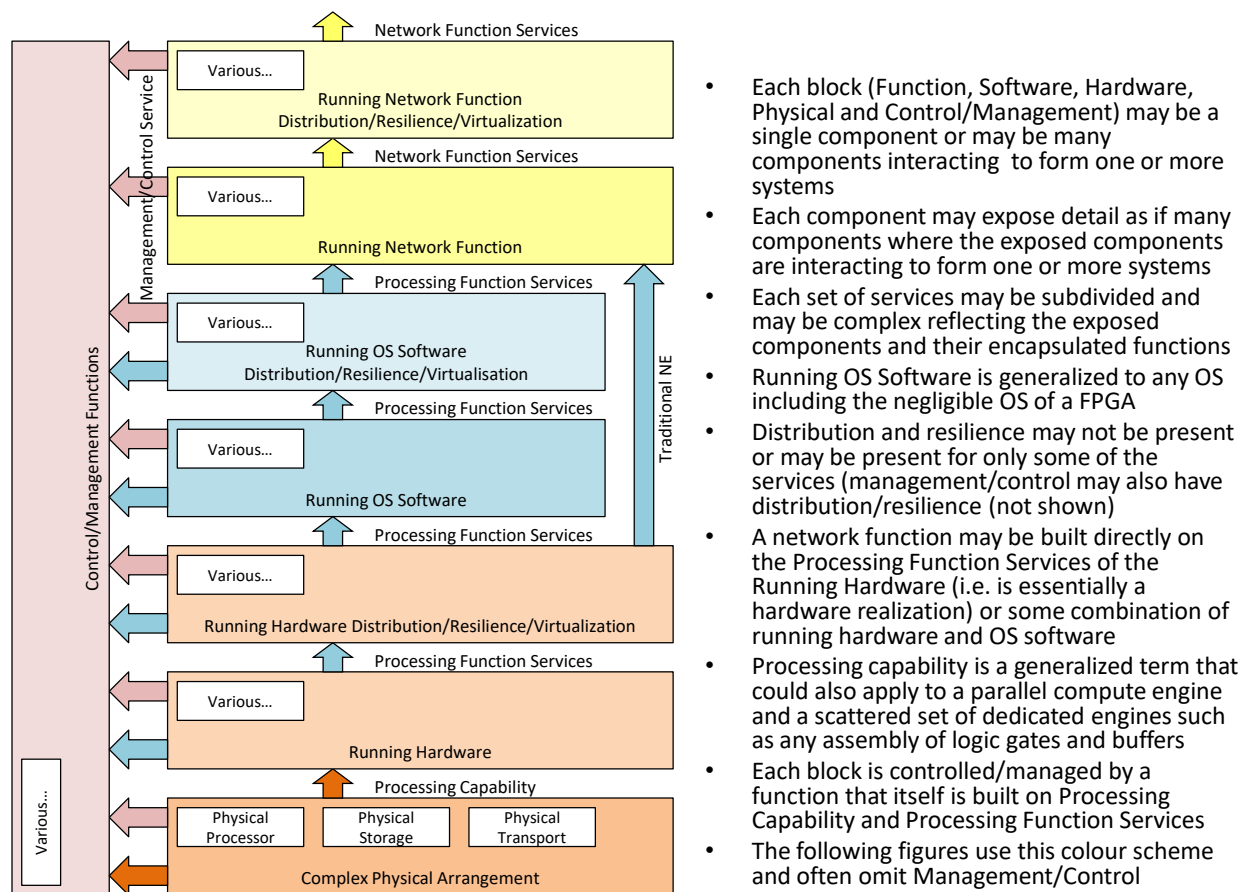 Network Function Services
Various…
Running Network Function
Distribution/Resilience/Virtualization
Network Function Services
Various…
Running Network Function
Processing Function Services
Various…
Running OS Software
Distribution/Resilience/Virtualisation
Processing Function Services
Various…
Running OS Software
Processing Function Services
Various…
Running Hardware Distribution/Resilience/Virtualization
Processing Function Services
Various…
Running Hardware
Processing Capability
Physical
Processor
Physical
Storage
Physical
Transport
Complex Physical Arrangement
Management/Control Service
Control/Management Functions
Various…
Traditional NE
• Each block (Function, Software, Hardware,
Physical and Control/Management) may be a
single component or may be many
components interacting to form one or more
systems
• Each component may expose detail as if many
components where the exposed components
are interacting to form one or more systems
• Each set of services may be subdivided and
may be complex reflecting the exposed
components and their encapsulated functions
• Running OS Software is generalized to any OS
including the negligible OS of a FPGA
• Distribution and resilience may not be present
or may be present for only some of the
services (management/control may also have
distribution/resilience (not shown)
• A network function may be built directly on
the Processing Function Services of the
Running Hardware (i.e. is essentially a
hardware realization) or some combination of
running hardware and OS software
• Processing capability is a generalized term that
could also apply to a parallel compute engine
and a scattered set of dedicated engines such
as any assembly of logic gates and buffers
• Each block is controlled/managed by a
function that itself is built on Processing
Capability and Processing Function Services
• The following figures use this colour scheme
and often omit Management/Control